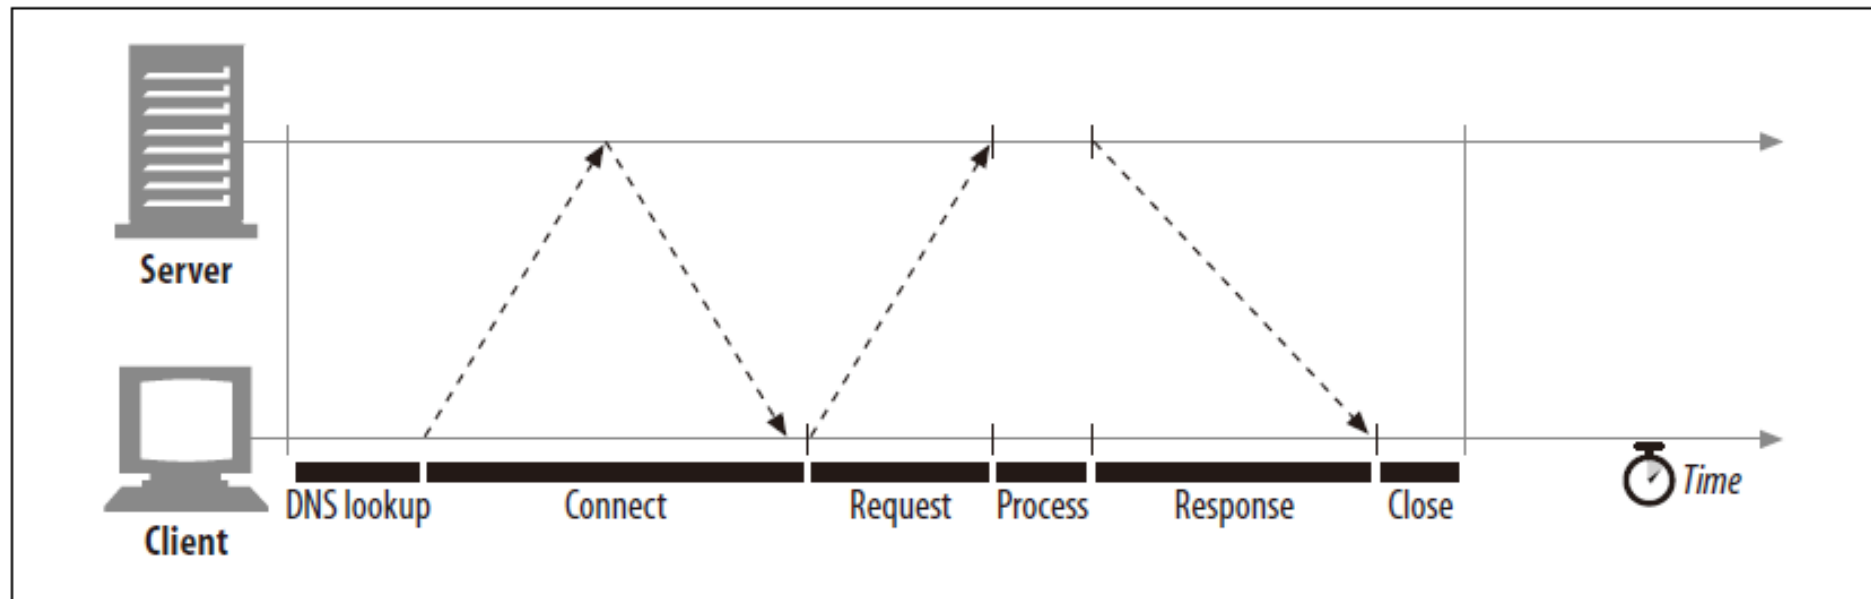 Server
Client
DNS lookup
Connect
Request
Process
Response
Close
Time